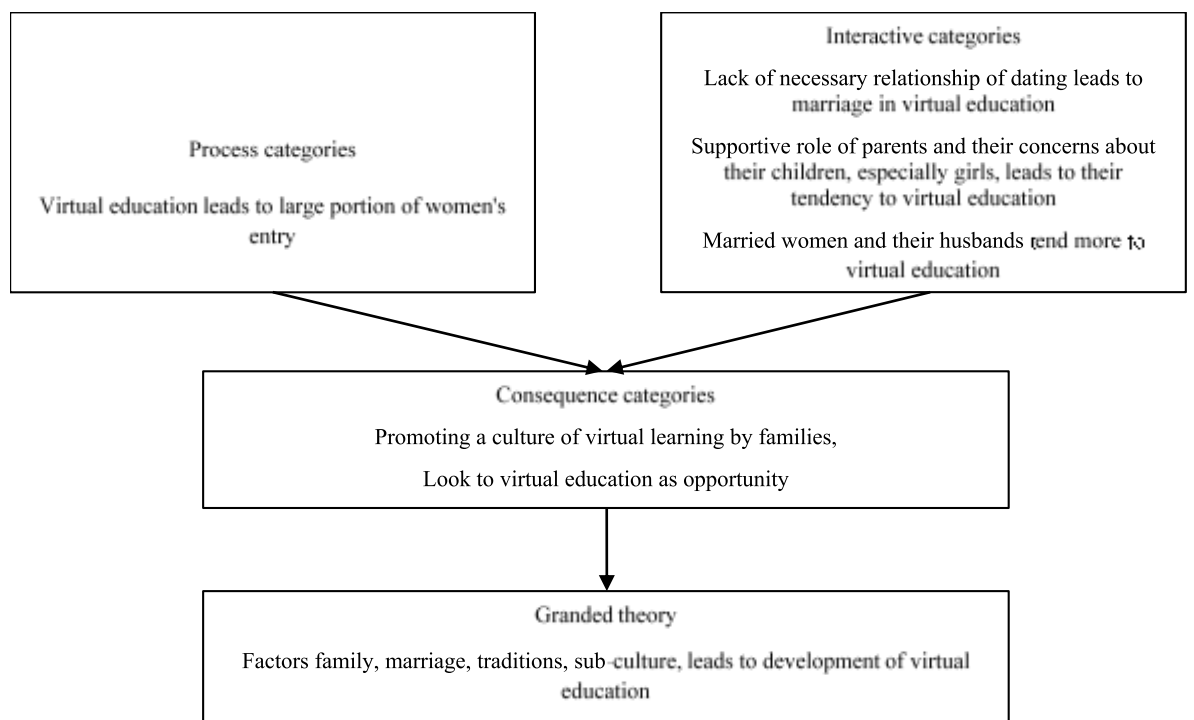 Process categories
Virtual education leads to large portion of women's
entry
Interactive categories
Lack of necessary relationship of dating leads to
marriage in virtual education
Supportive role of parents and their concerns about
their children, especially girls, leads to their
tendency to virtual education
Married women and their husbands tend more to
virtual education
Consequence categories
Promoting a culture of virtual learning by families,
Look to virtual education as opportunity
Granded theory
Factors family, marriage, traditions, sub-culture, leads to development of virtual
education